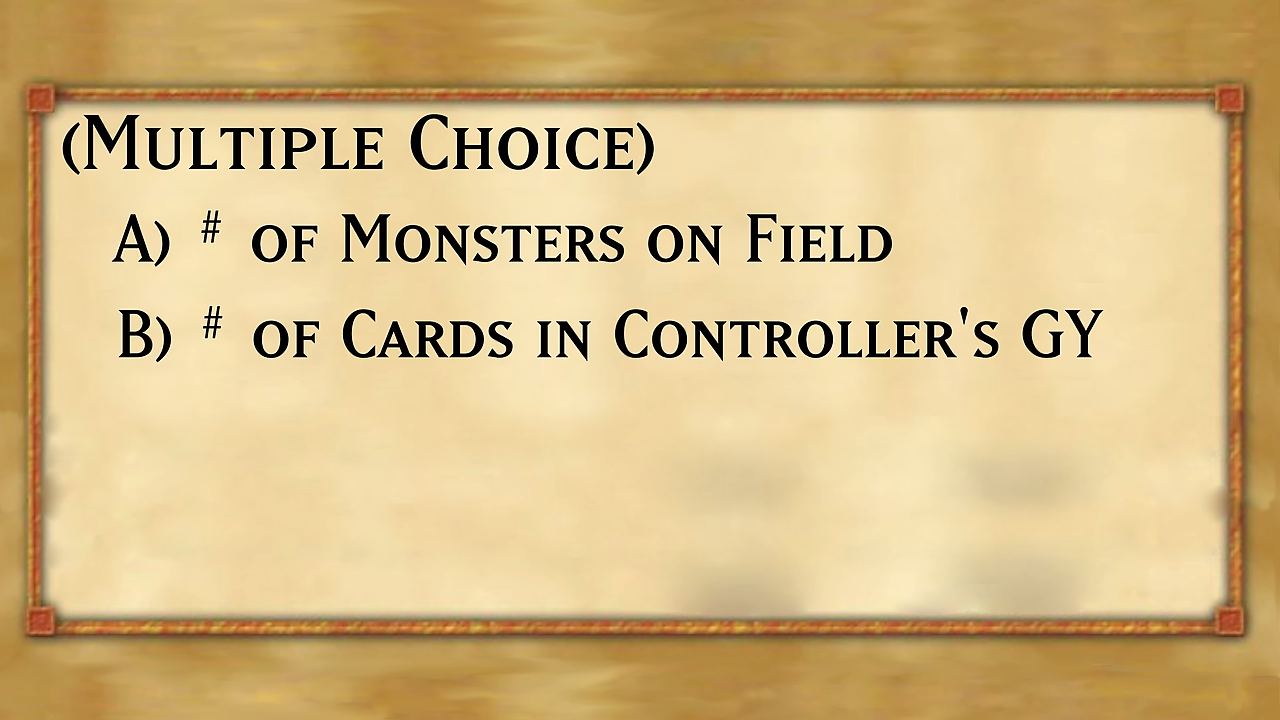 (Multiple Choice)
A) # of Monsters on Field
B) # of Cards in Controller's GY